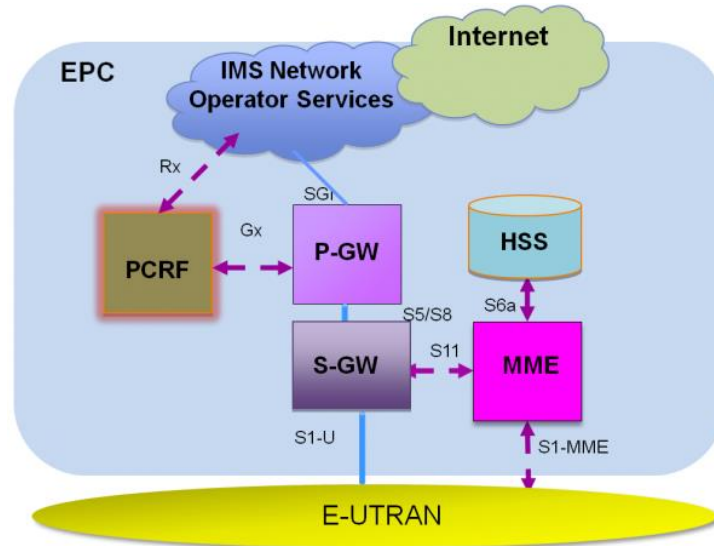 Internet
EPC
IMS Network
Operator Services
Rx
SGi
Gx
PCRF
P-GW
HSS
S5/S8
S6a
S-GW
S11
MME
S1-U
S1-MME
E-UTRAN